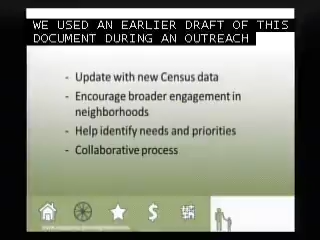 WE USED AN EARLIER DRAFT OF THIS
DOCUMENT DURING AN OUTREACH
- Update with new Census data
- Encourage broader engagement in
neighborhoods
- Help identify needs and priorities
- Collaborative process
$